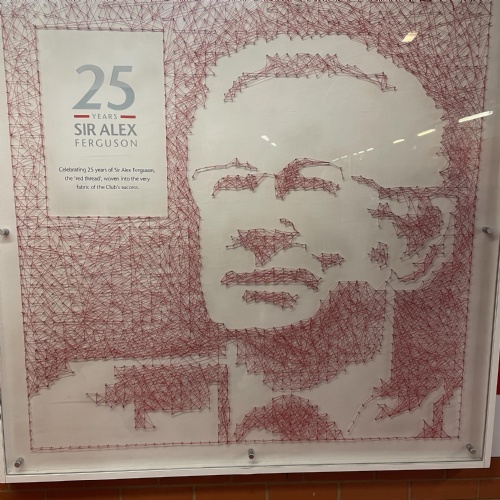 25
YEARS
SIR ALEX
FERGUSON
Celebrating 25 years of Sir Alex Ferguson,
the 'red thread', woven into the very
fabric of the Club's success.